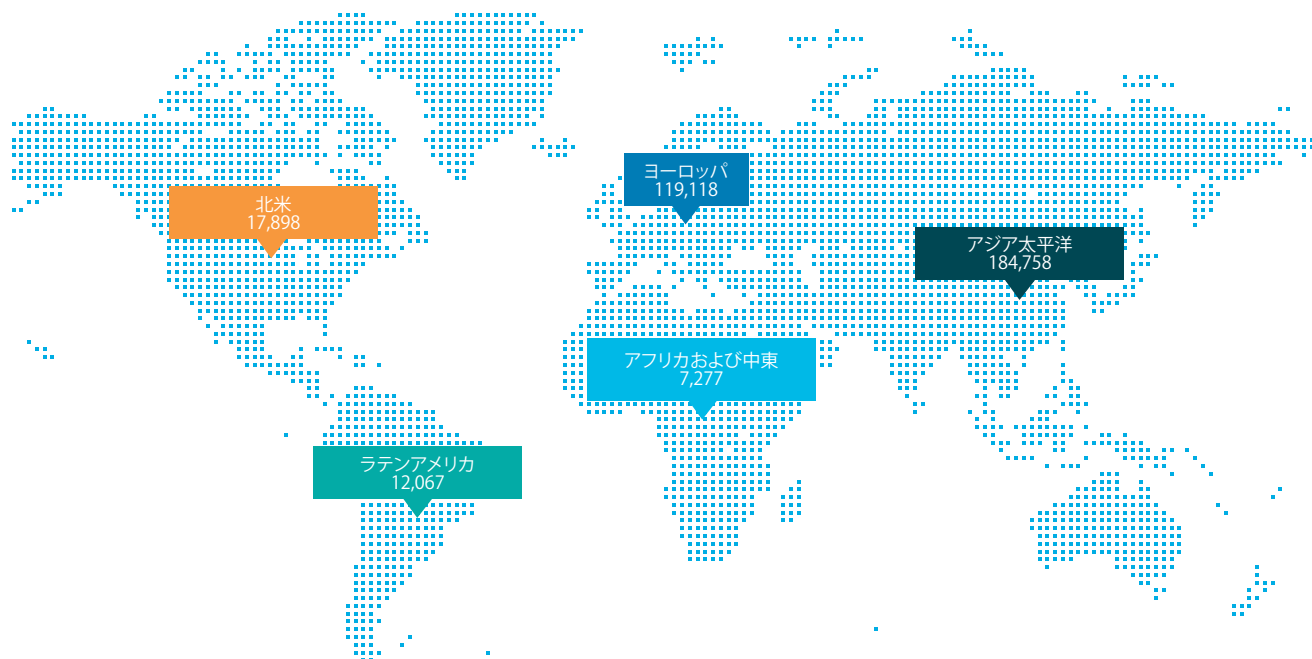 ヨーロッパ
119,118
北米
17,898
アジア太平洋
184,758
アフリカおよび中東
7,277
ラテンアメリカ
12,067